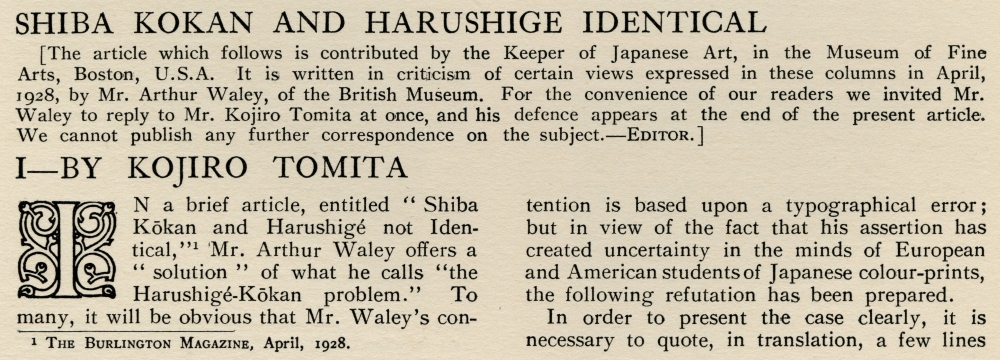 SHIBA KOKAN AND HARUSHIGE IDENTICAL
[The article which follows is contributed by the Keeper of Japanese Art, in the Museum of Fine
Arts, Boston, U.S.A. It is written in criticism of certain views expressed in these columns in April,
1928, by Mr. Arthur Waley, of the British Museum. For the convenience of our readers we invited Mr.
Waley to reply to Mr. Kojiro Tomita at once, and his defence appears at the end of the present article.
We cannot publish any further correspondence on the subject.—EDITOR.]
I—BY KOJIRO TOMITA
IN a brief article, entitled “ Shiba
Kōkan and Harushigé not Iden-
tical,”¹ Mr. Arthur Waley offers a
“ solution ” of what he calls “the
Harushigé-Kōkan problem.” To
many, it will be obvious that Mr. Waley’s con-
¹ THE BURLINGTON MAGAZINE, April, 1928.
tention is based upon a typographical error;
but in view of the fact that his assertion has
created uncertainty in the minds of European
and American students of Japanese colour-prints,
the following refutation has been prepared.
In order to present the case clearly, it is
necessary to quote, in translation, a few lines